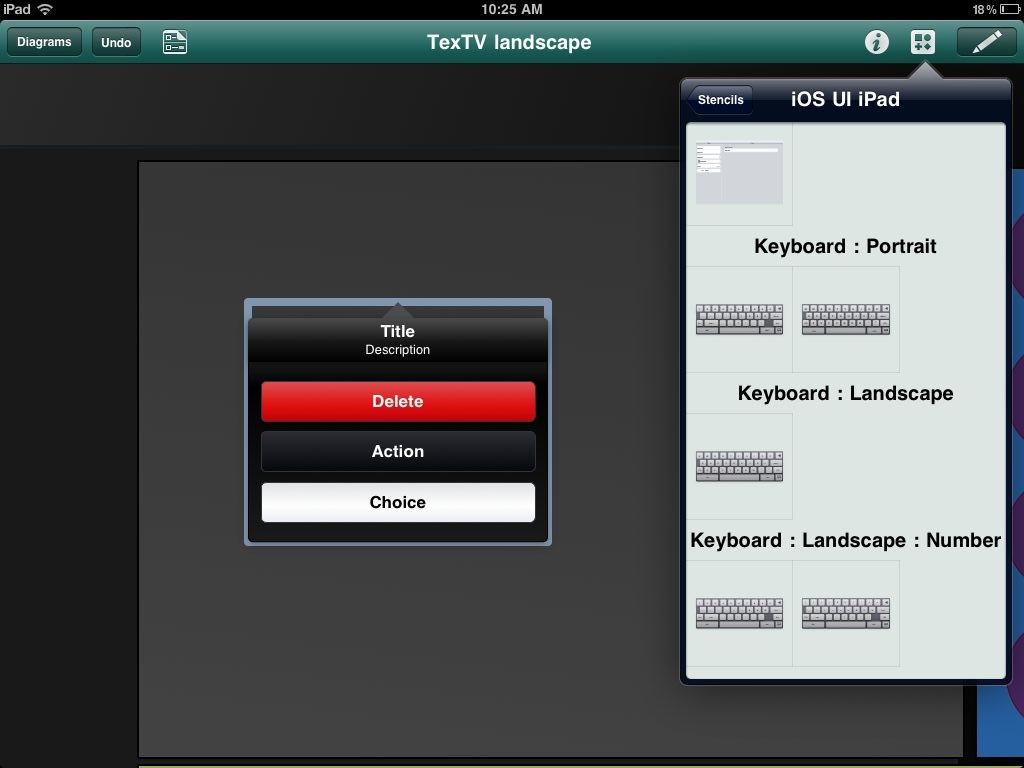 iPad 10:25 AM 18%
Diagrams Undo TexTV landscape
Stencils iOS UI iPad
Keyboard : Portrait
Keyboard : Landscape
Keyboard : Landscape : Number
Title
Description
Delete
Action
Choice